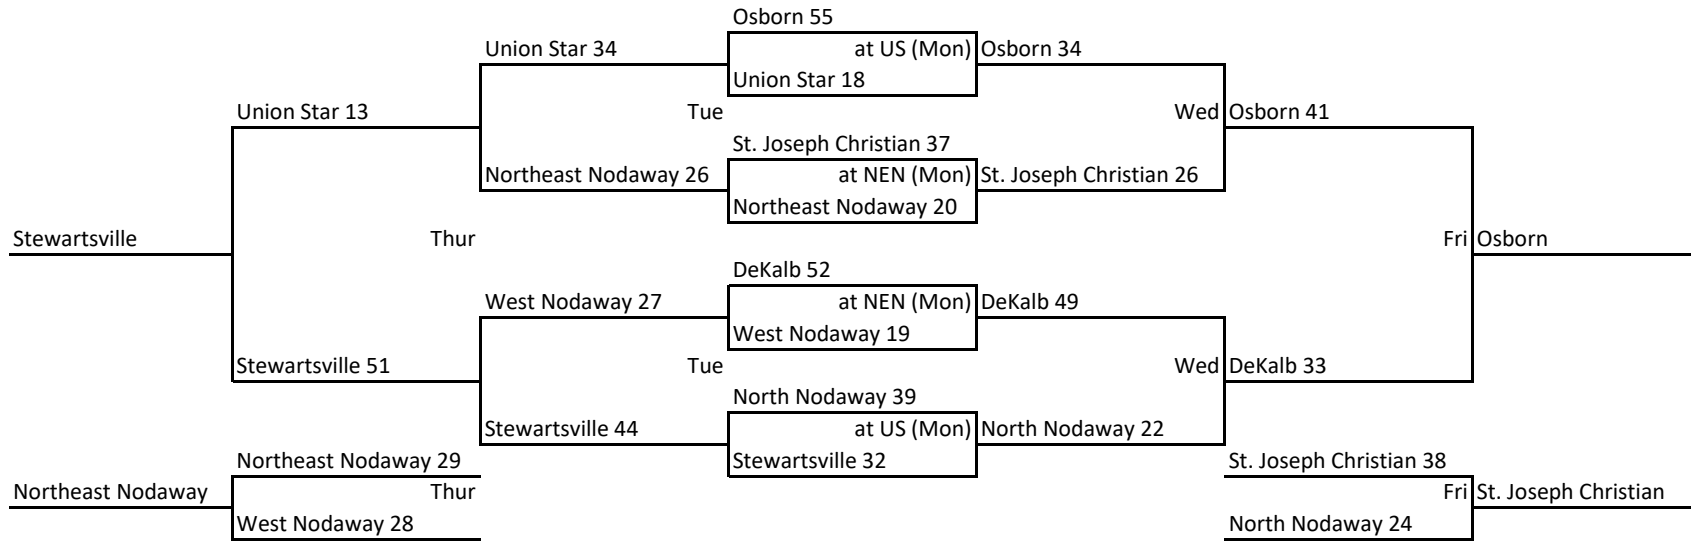 Osborn 55
Union Star 34
at US (Mon) Osborn 34
Union Star 18
Union Star 13
Tue
Wed Osborn 41
St. Joseph Christian 37
Northeast Nodaway 26
at NEN (Mon) St. Joseph Christian 26
Northeast Nodaway 20
Stewartsville
Thur
Fri Osborn
DeKalb 52
West Nodaway 27
at NEN (Mon) DeKalb 49
West Nodaway 19
Stewartsville 51
Tue
Wed DeKalb 33
North Nodaway 39
Stewartsville 44
at US (Mon) North Nodaway 22
Northeast Nodaway 29
Stewartsville 32
St. Joseph Christian 38
Northeast Nodaway
Thur
Fri St. Joseph Christian
West Nodaway 28
North Nodaway 24